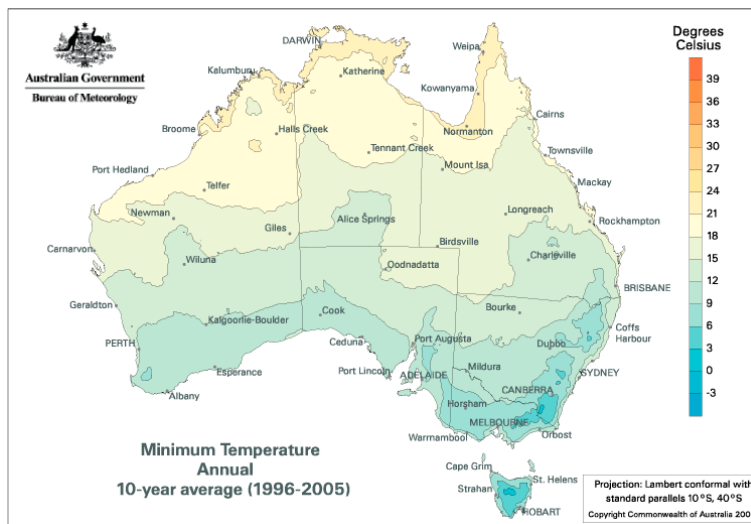 Australian Government
Bureau of Meteorology
Degrees
Celsius
39
36
33
30
27
24
21
18
15
12
9
6
3
0
-3
DARWIN
Weipa
Kalumburu
Katherine
Kowanyama
Cairns
Broome
Halls Creek
Normanton
Tennant Creek
Townsville
Mount Isa
Port Hedland
Telfer
Mackay
Newman
Longreach
Alice Springs
Rockhampton
Giles
Birdsville
Carnarvon
Wiluna
Oodnadatta
Charleville
BRISBANE
Geraldton
Bourke
Cook
Kalgoorlie-Boulder
Coffs
Harbour
PERTH
Ceduna
Port Augusta
Dubbo
Esperance
Port Lincoln
ADELAIDE
Mildura
SYDNEY
Albany
CANBERRA
Horsham
MELBOURNE
Warrnambool
Orbost
Minimum Temperature
Annual
10-year average (1996-2005)
Cape Grim
St. Helens
Strahan
HOBART
Projection: Lambert conformal with
standard parallels 10°S, 40°S
Copyright Commonwealth of Australia 200